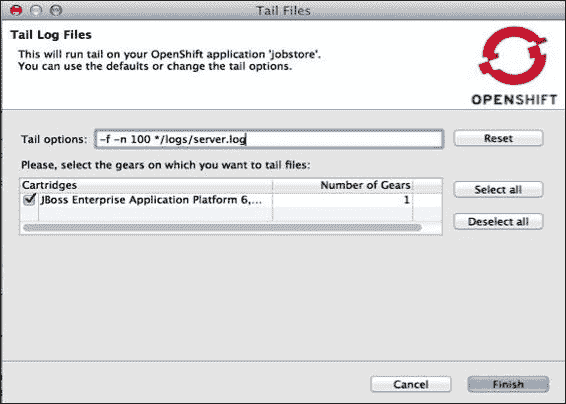 Tail Files
Tail Log Files
This will run tail on your OpenShift application 'jobstore'.
You can use the defaults or change the tail options.
OPENSHIFT
Tail options: -f -n 100 */logs/server.log
Reset
Please, select the gears on which you want to tail files:
Cartridges Number of Gears
JBoss Enterprise Application Platform 6,... 1
Select all
Deselect all
Cancel Finish